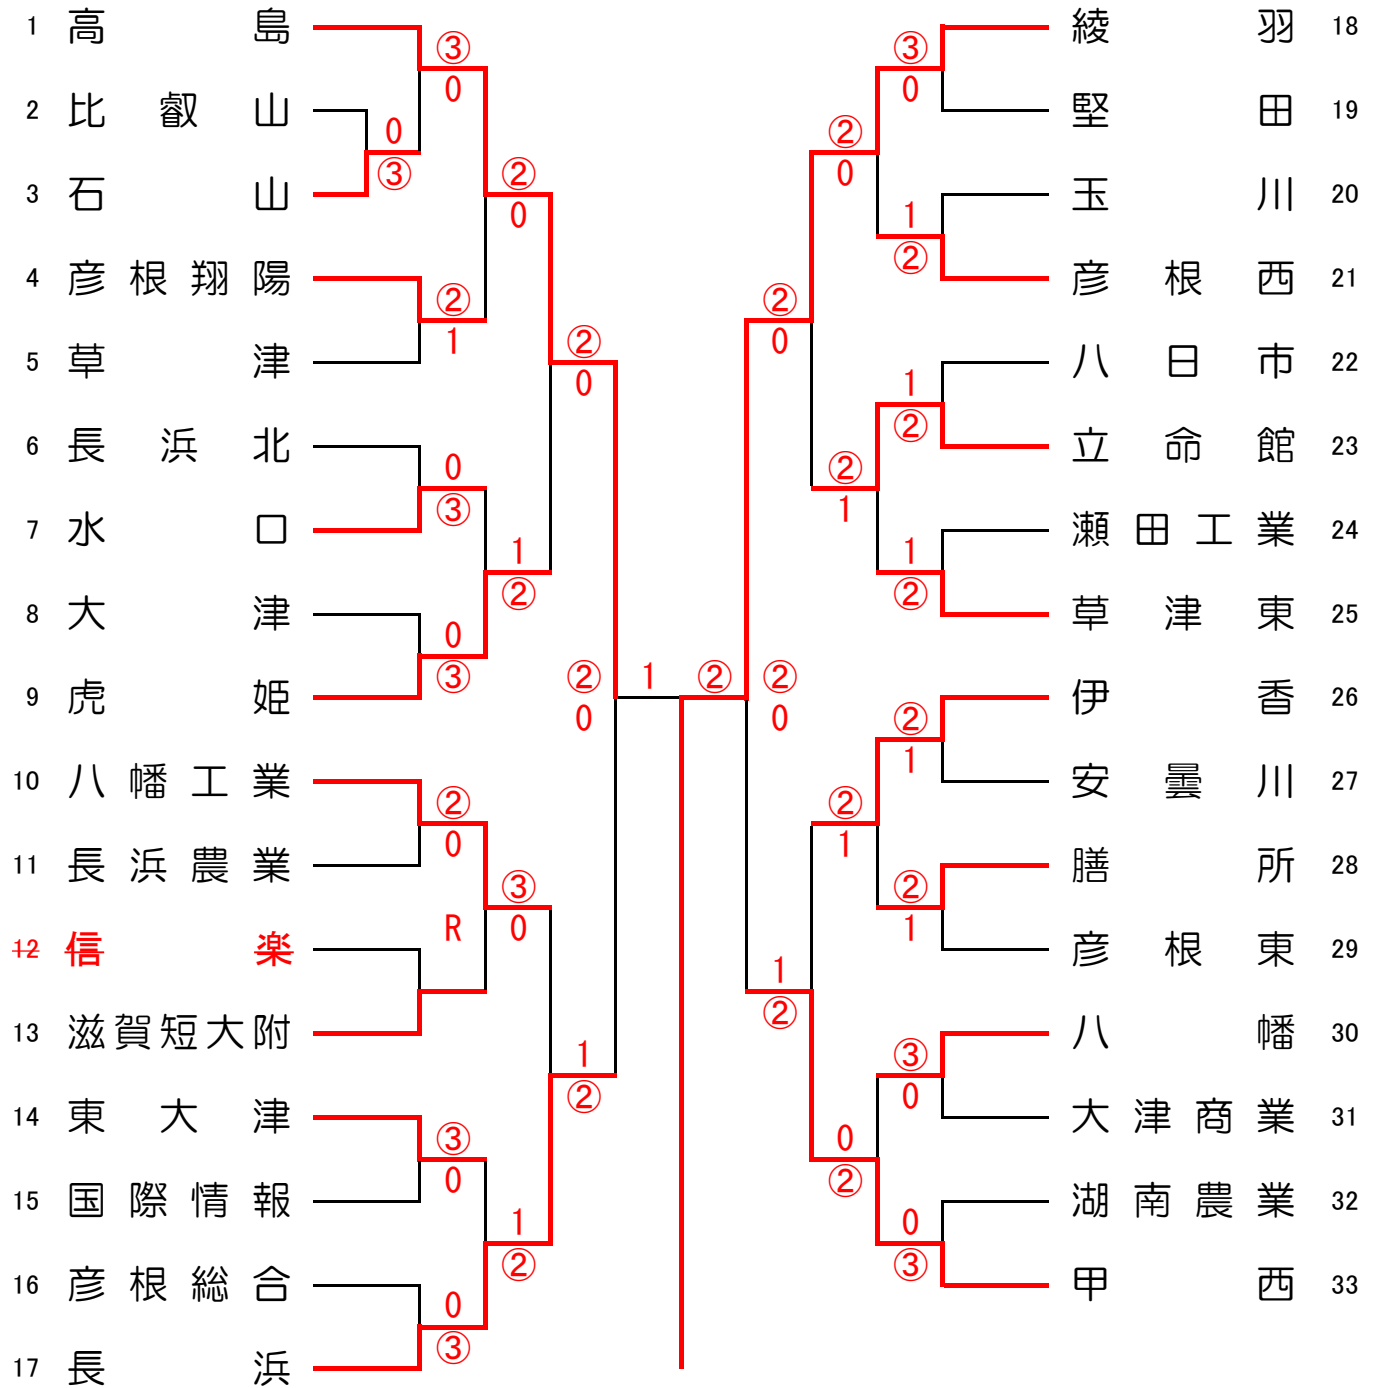 1 高島
③
0
2 比叡山
0
③
3 石山
②
0
4 彦根翔陽
②
1
5 草津
②
0
6 長浜北
0
③
7 水口
1
②
8 大津
0
③
9 虎姫
②
0
10 八幡工業
②
0
11 長浜農業
③
0
12 信楽
R
13 滋賀短大附
1
②
14 東大津
③
0
15 国際情報
1
②
16 彦根総合
0
③
17 長浜
1
②
綾羽 18
③
0
堅田 19
②
0
玉川 20
1
②
彦根西 21
②
0
八日市 22
1
②
立命館 23
②
1
瀬田工業 24
1
②
草津東 25
②
0
伊香 26
②
1
安曇川 27
②
1
膳所 28
②
1
彦根東 29
1
②
八幡 30
③
0
大津商業 31
0
②
湖南農業 32
0
③
甲西 33